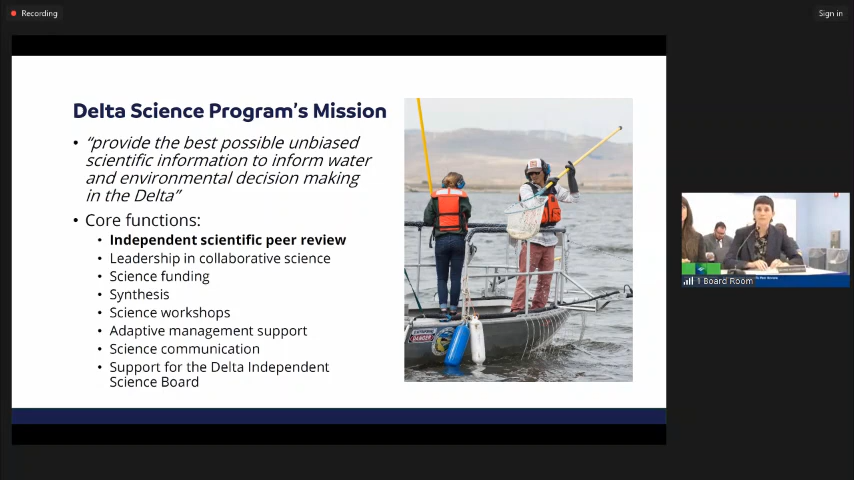 Recording
Sign in
Delta Science Program's Mission
• “provide the best possible unbiased
scientific information to inform water
and environmental decision making
in the Delta”
• Core functions:
• Independent scientific peer review
• Leadership in collaborative science
• Science funding
• Synthesis
• Science workshops
• Adaptive management support
• Science communication
• Support for the Delta Independent
Science Board
DANGER
1 Board Room